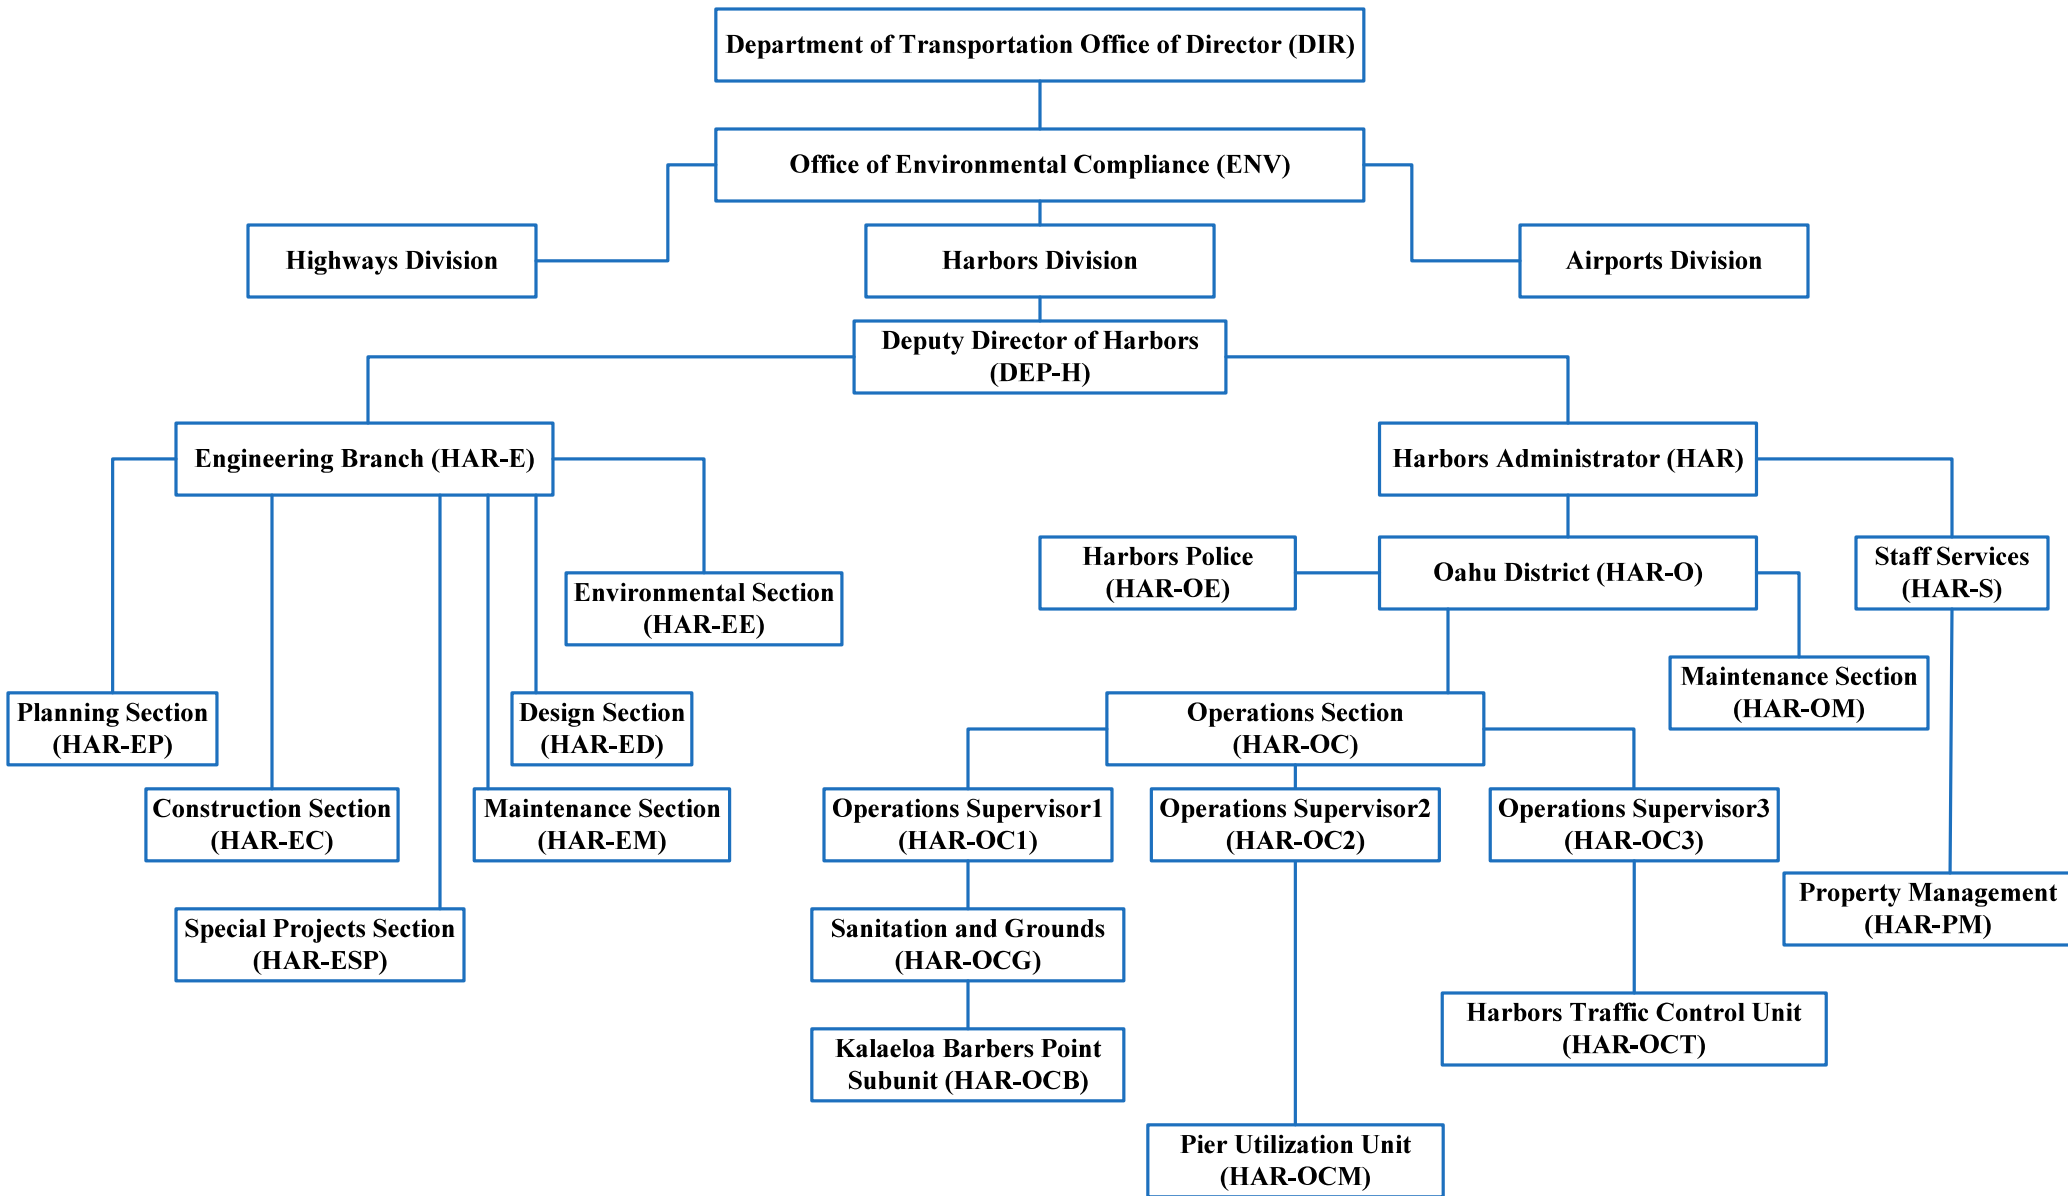 Department of Transportation Office of Director (DIR)
Office of Environmental Compliance (ENV)
Highways Division
Harbors Division
Airports Division
Deputy Director of Harbors
(DEP-H)
Engineering Branch (HAR-E)
Harbors Administrator (HAR)
Harbors Police
(HAR-OE)
Oahu District (HAR-O)
Staff Services
(HAR-S)
Environmental Section
(HAR-EE)
Maintenance Section
(HAR-OM)
Planning Section
(HAR-EP)
Design Section
(HAR-ED)
Operations Section
(HAR-OC)
Construction Section
(HAR-EC)
Maintenance Section
(HAR-EM)
Operations Supervisor1
(HAR-OC1)
Operations Supervisor2
(HAR-OC2)
Operations Supervisor3
(HAR-OC3)
Property Management
(HAR-PM)
Special Projects Section
(HAR-ESP)
Sanitation and Grounds
(HAR-OCG)
Harbors Traffic Control Unit
(HAR-OCT)
Kalaeloa Barbers Point
Subunit (HAR-OCB)
Pier Utilization Unit
(HAR-OCM)